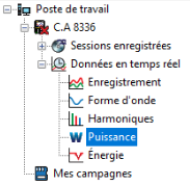 Poste de travail
C.A 8336
Sessions enregistrées
Données en temps réel
Enregistrement
Forme d'onde
Harmoniques
W Puissance
Énergie
Mes campagnes